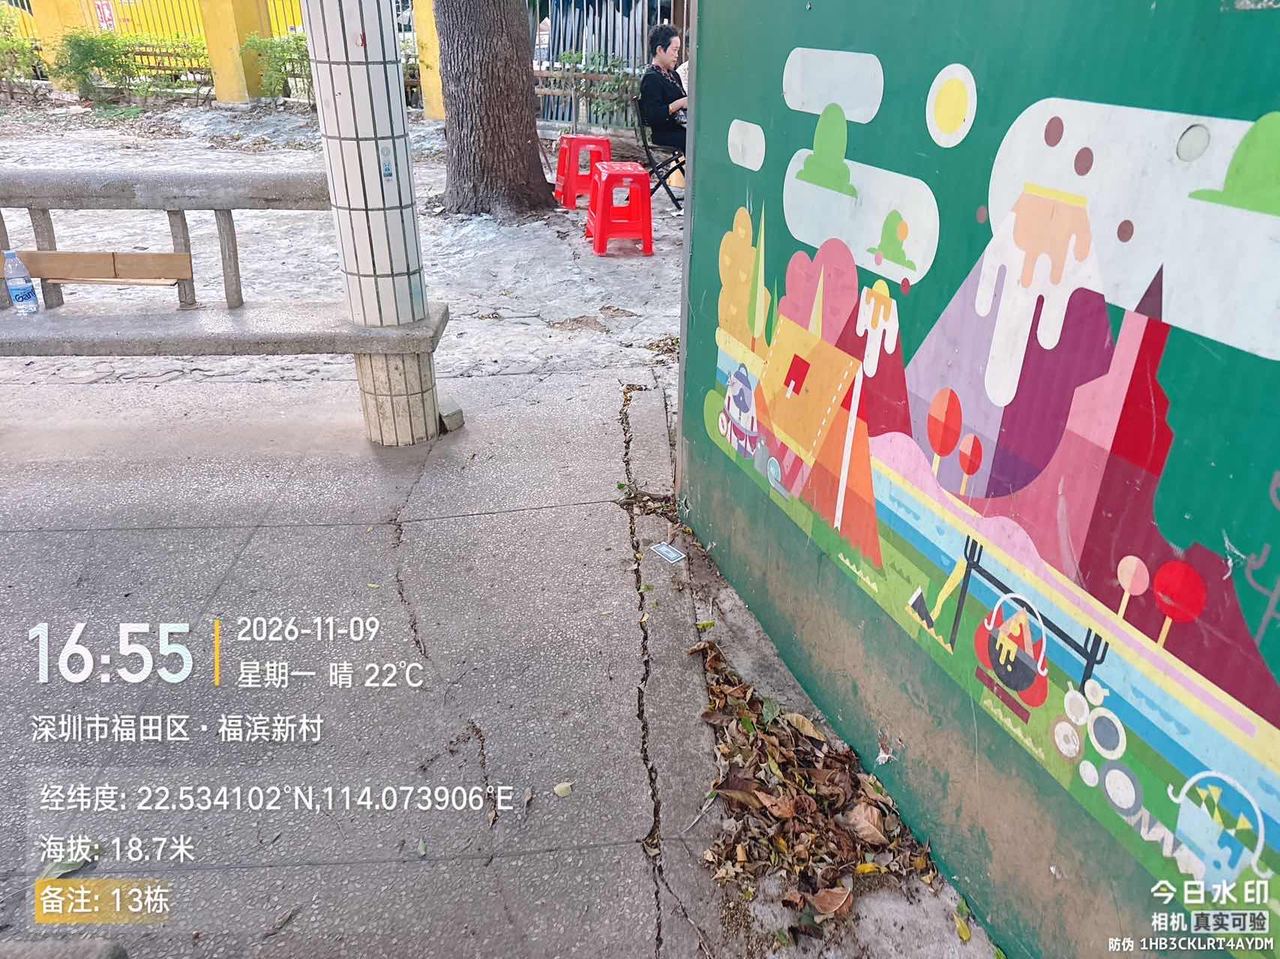 16:55
2026-11-09
星期一 晴 22℃
深圳市福田区·福滨新村
经纬度: 22.534102°N,114.073906°E
海拔: 18.7米
备注: 13栋
今日水印
相机 真实可验
防伪 1HB3CKLRT4AYDM